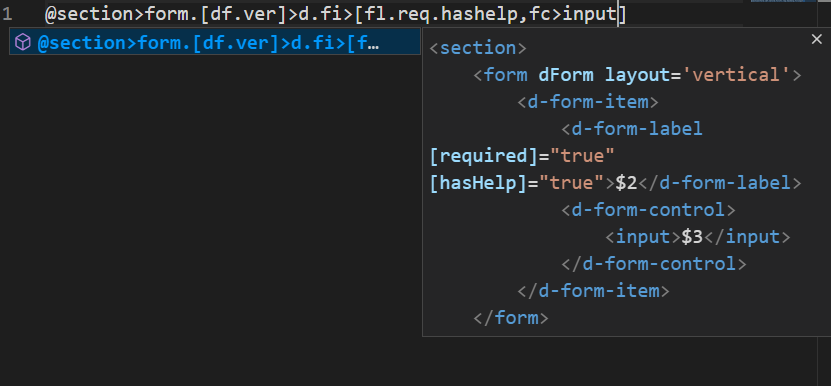 1 @section>form.[df.ver]>d.fi>[fl.req.hashelp,fc>input]
@section>form.[df.ver]>d.fi>[f…
<section>
<form dForm layout='vertical'>
<d-form-item>
<d-form-label
[required]="true"
[hasHelp]="true">$2</d-form-label>
<d-form-control>
<input>$3</input>
</d-form-control>
</d-form-item>
</form>